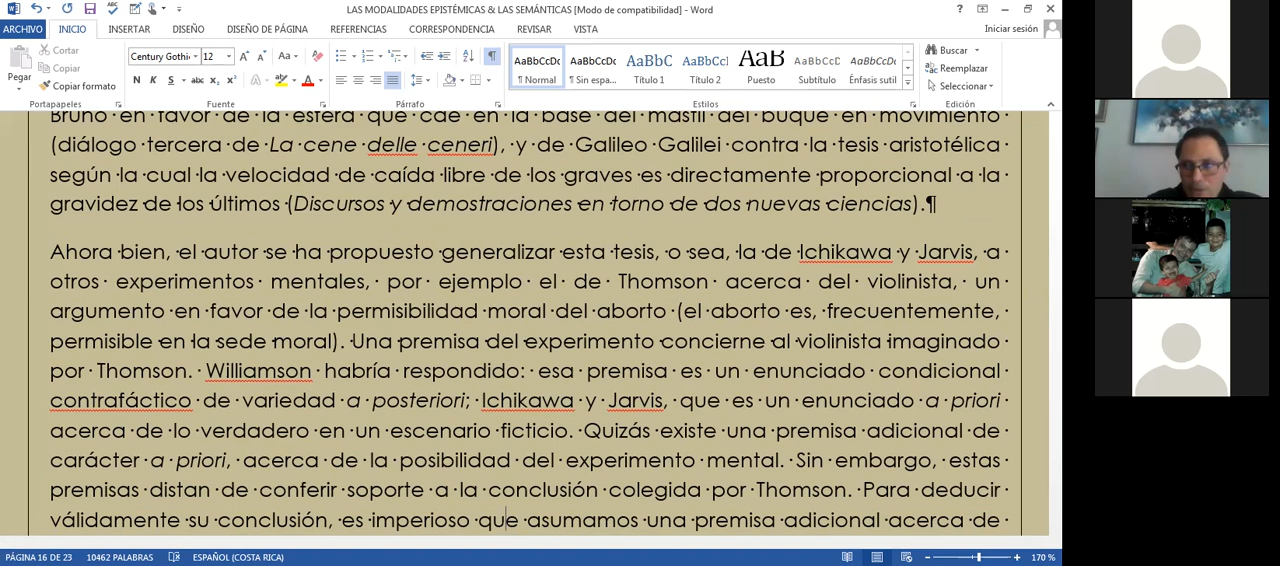 LAS MODALIDADES EPISTÉMICAS & LAS SEMÁNTICAS [Modo de compatibilidad] - Word
ARCHIVO INICIO INSERTAR DISEÑO DISEÑO DE PÁGINA REFERENCIAS CORRESPONDENCIA REVISAR VISTA Iniciar sesión
Pegar
Cortar
Copiar
Copiar formato
Portapapeles
Century Gothi 12
Fuente
Párrafo
AaBbCcDc AaBbCcDc AaBbC AaBbCcI AaB AaBbCcD AaBbCcDc
¶ Normal ¶ Sin espa... Título 1 Título 2 Puesto Subtítulo Énfasis sutil
Estilos
Buscar
Reemplazar
Seleccionar
Edición
Bruno en favor de la esfera que cae en la base del mástil del buque en movimiento
(diálogo tercera de La cene delle ceneri), y de Galileo Galilei contra la tesis aristotélica
según la cual la velocidad de caída libre de los graves es directamente proporcional a la
gravidez de los últimos (Discursos y demostraciones en torno de dos nuevas ciencias).¶
Ahora bien, el autor se ha propuesto generalizar esta tesis, o sea, la de Ichikawa y Jarvis, a
otros experimentos mentales, por ejemplo el de Thomson acerca del violinista, un
argumento en favor de la permisibilidad moral del aborto (el aborto es, frecuentemente,
permisible en la sede moral). Una premisa del experimento concierne al violinista imaginado
por Thomson. Williamson habría respondido: esa premisa es un enunciado condicional
contrafáctico de variedad a posteriori; Ichikawa y Jarvis, que es un enunciado a priori
acerca de lo verdadero en un escenario ficticio. Quizás existe una premisa adicional de
carácter a priori, acerca de la posibilidad del experimento mental. Sin embargo, estas
premisas distan de conferir soporte a la conclusión colegida por Thomson. Para deducir
válidamente su conclusión, es imperioso que asumamos una premisa adicional acerca de
PÁGINA 16 DE 23 10462 PALABRAS ESPAÑOL (COSTA RICA) 170 %